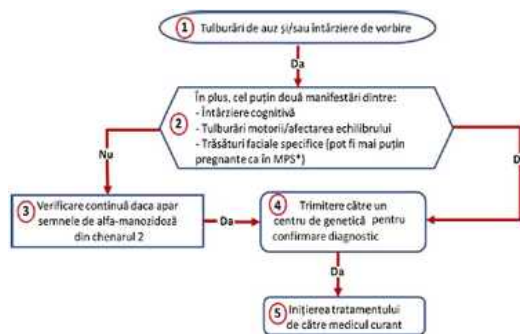 1 Tulburări de auz și/sau întârziere de vorbire
Da
În plus, cel puțin două manifestări dintre:
- Întârziere cognitivă
2 - Tulburări motorii/afectarea echilibrului
- Trăsături faciale specifice (pot fi mai puțin
pregnante ca în MPS*)
Nu
D
3 Verificare continuă daca apar
semnele de alfa-manozidoză
din chenarul 2
Da
4 Trimitere către un
centru de genetică pentru
confirmare diagnostic
Da
5 Inițierea tratamentului
de către medicul curant